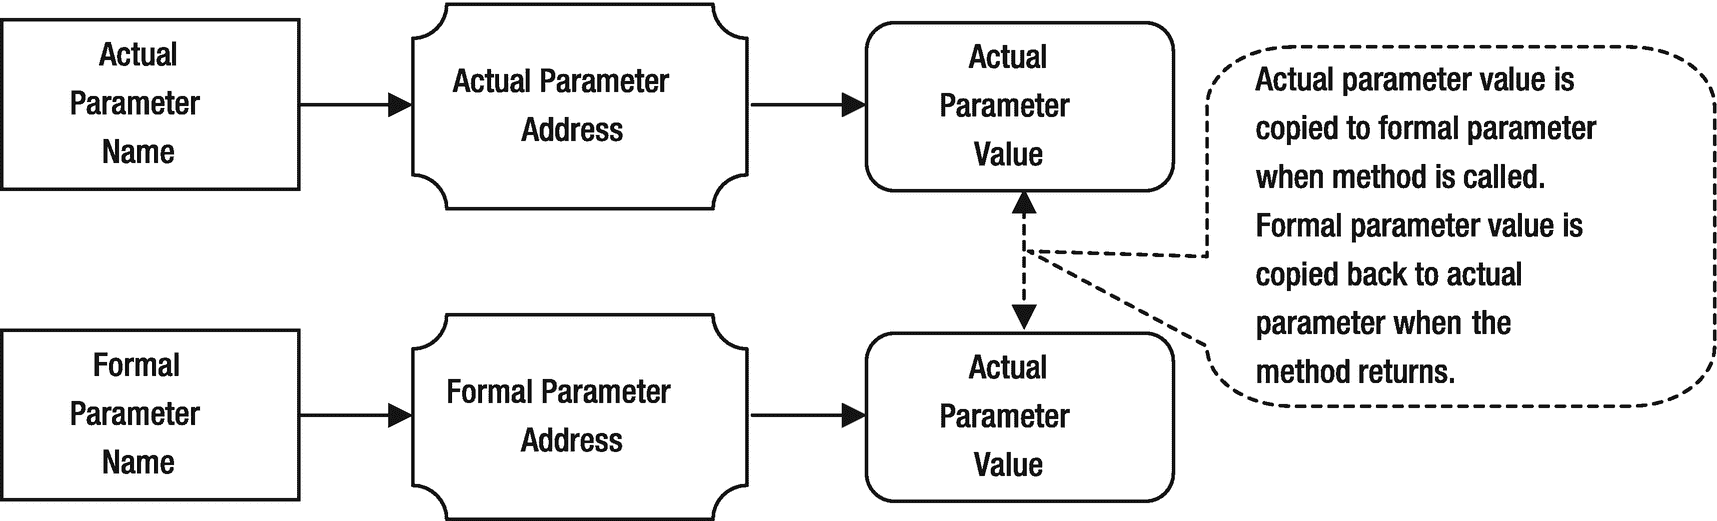 Actual
Parameter
Name
Actual Parameter
Address
Actual
Parameter
Value
Actual parameter value is
copied to formal parameter
when method is called.
Formal parameter value is
copied back to actual
parameter when the
method returns.
Formal
Parameter
Name
Formal Parameter
Address
Actual
Parameter
Value